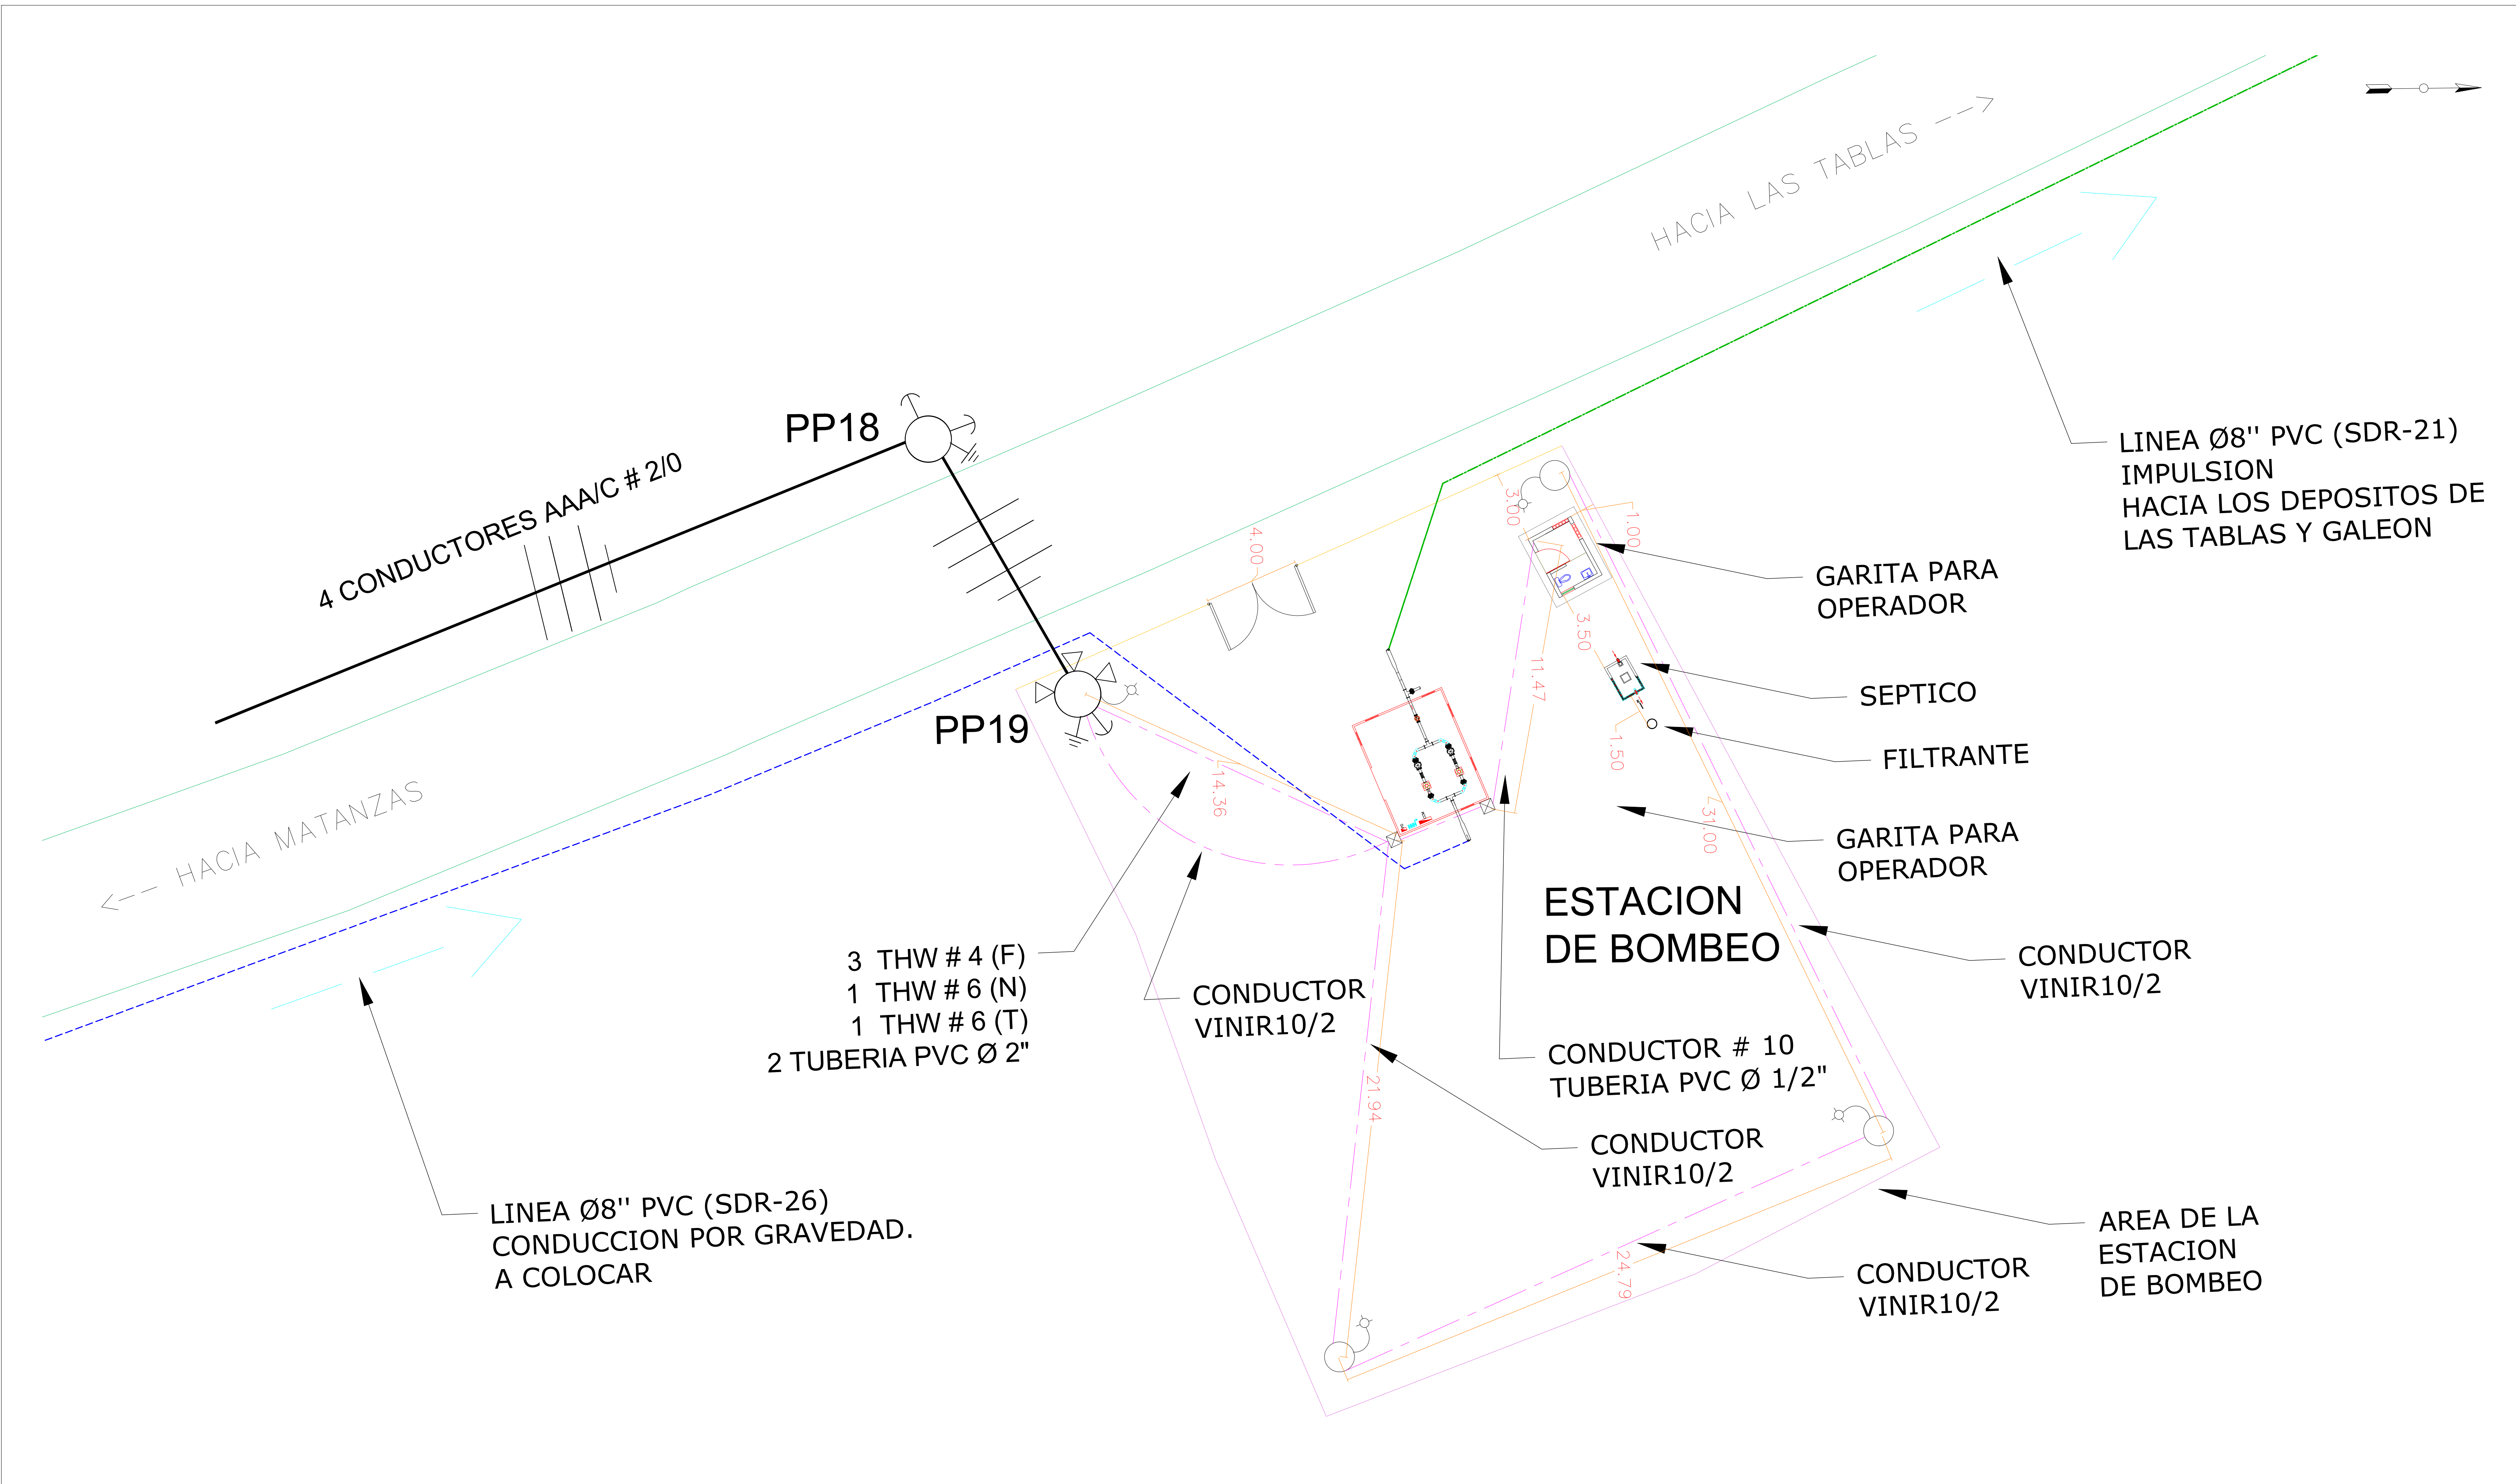 HACIA LAS TABLAS
PP18
4 CONDUCTORES AAA/C # 2/0
LINEA Ø8'' PVC (SDR-21)
IMPULSION
HACIA LOS DEPOSITOS DE
LAS TABLAS Y GALEON
3.00
1.00
4.00
GARITA PARA
OPERADOR
3.50
11.47
SEPTICO
PP19
1.50
FILTRANTE
14.36
31.00
HACIA MATANZAS
GARITA PARA
OPERADOR
ESTACION
DE BOMBEO
3 THW # 4 (F)
1 THW # 6 (N)
1 THW # 6 (T)
2 TUBERIA PVC Ø 2"
CONDUCTOR
VINIR10/2
CONDUCTOR
VINIR10/2
CONDUCTOR # 10
TUBERIA PVC Ø 1/2"
21.94
CONDUCTOR
VINIR10/2
LINEA Ø8'' PVC (SDR-26)
CONDUCCION POR GRAVEDAD.
A COLOCAR
AREA DE LA
ESTACION
DE BOMBEO
24.79
CONDUCTOR
VINIR10/2